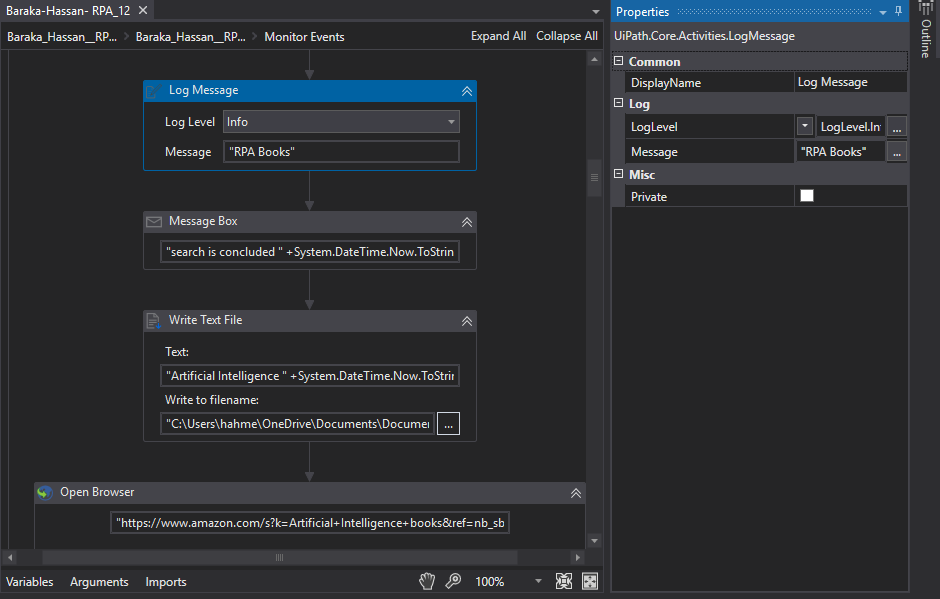 Baraka-Hassan- RPA_12
Baraka_Hassan__RP... > Baraka_Hassan__RP... > Monitor Events
Expand All Collapse All
Log Message
Log Level Info
Message "RPA Books"
Message Box
"search is concluded " +System.DateTime.Now.ToStrin
Write Text File
Text:
"Artificial Intelligence " +System.DateTime.Now.ToStrin
Write to filename:
"C:\Users\hahme\OneDrive\Documents\Documen
...
Open Browser
"https://www.amazon.com/s?k=Artificial+Intelligence+books&ref=nb_sb
Variables Arguments Imports
100%
Properties
UiPath.Core.Activities.LogMessage
Common
DisplayName Log Message
Log
LogLevel LogLevel.In ...
Message "RPA Books" ...
Misc
Private
Outline